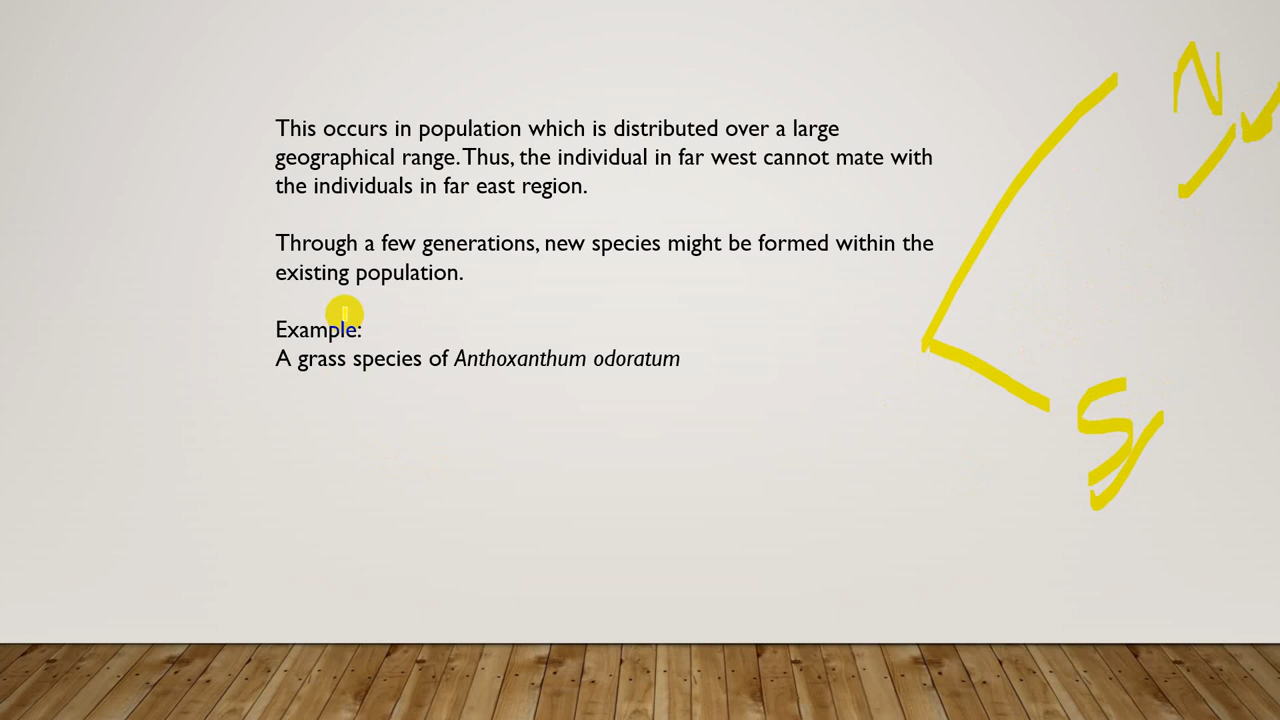 This occurs in population which is distributed over a large
geographical range. Thus, the individual in far west cannot mate with
the individuals in far east region.
Through a few generations, new species might be formed within the
existing population.
Example:
A grass species of Anthoxanthum odoratum
N
S